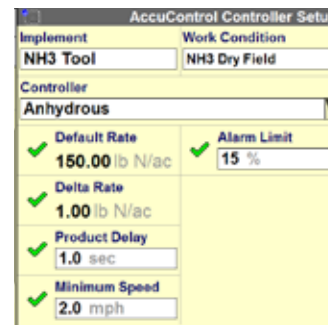 AccuControl Controller Setu
Implement Work Condition
NH3 Tool NH3 Dry Field
Controller
Anhydrous
Default Rate Alarm Limit
150.00 lb N/ac 15 %
Delta Rate
1.00 lb N/ac
Product Delay
1.0 sec
Minimum Speed
2.0 mph